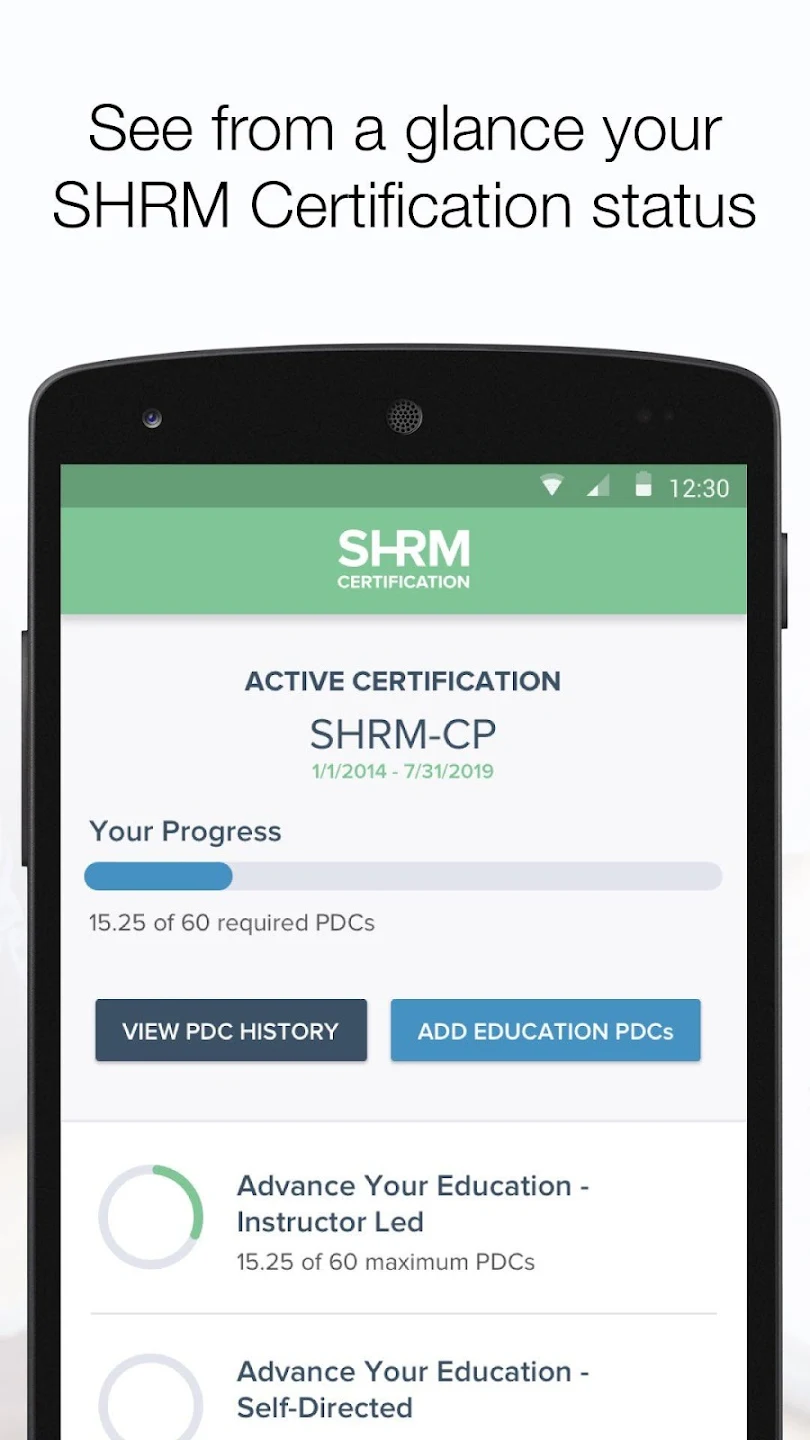 See from a glance your
SHRM Certification status
12:30
SHRM
CERTIFICATION
ACTIVE CERTIFICATION
SHRM-CP
1/1/2014 - 7/31/2019
Your Progress
15.25 of 60 required PDCs
VIEW PDC HISTORY
ADD EDUCATION PDCs
Advance Your Education -
Instructor Led
15.25 of 60 maximum PDCs
Advance Your Education -
Self-Directed